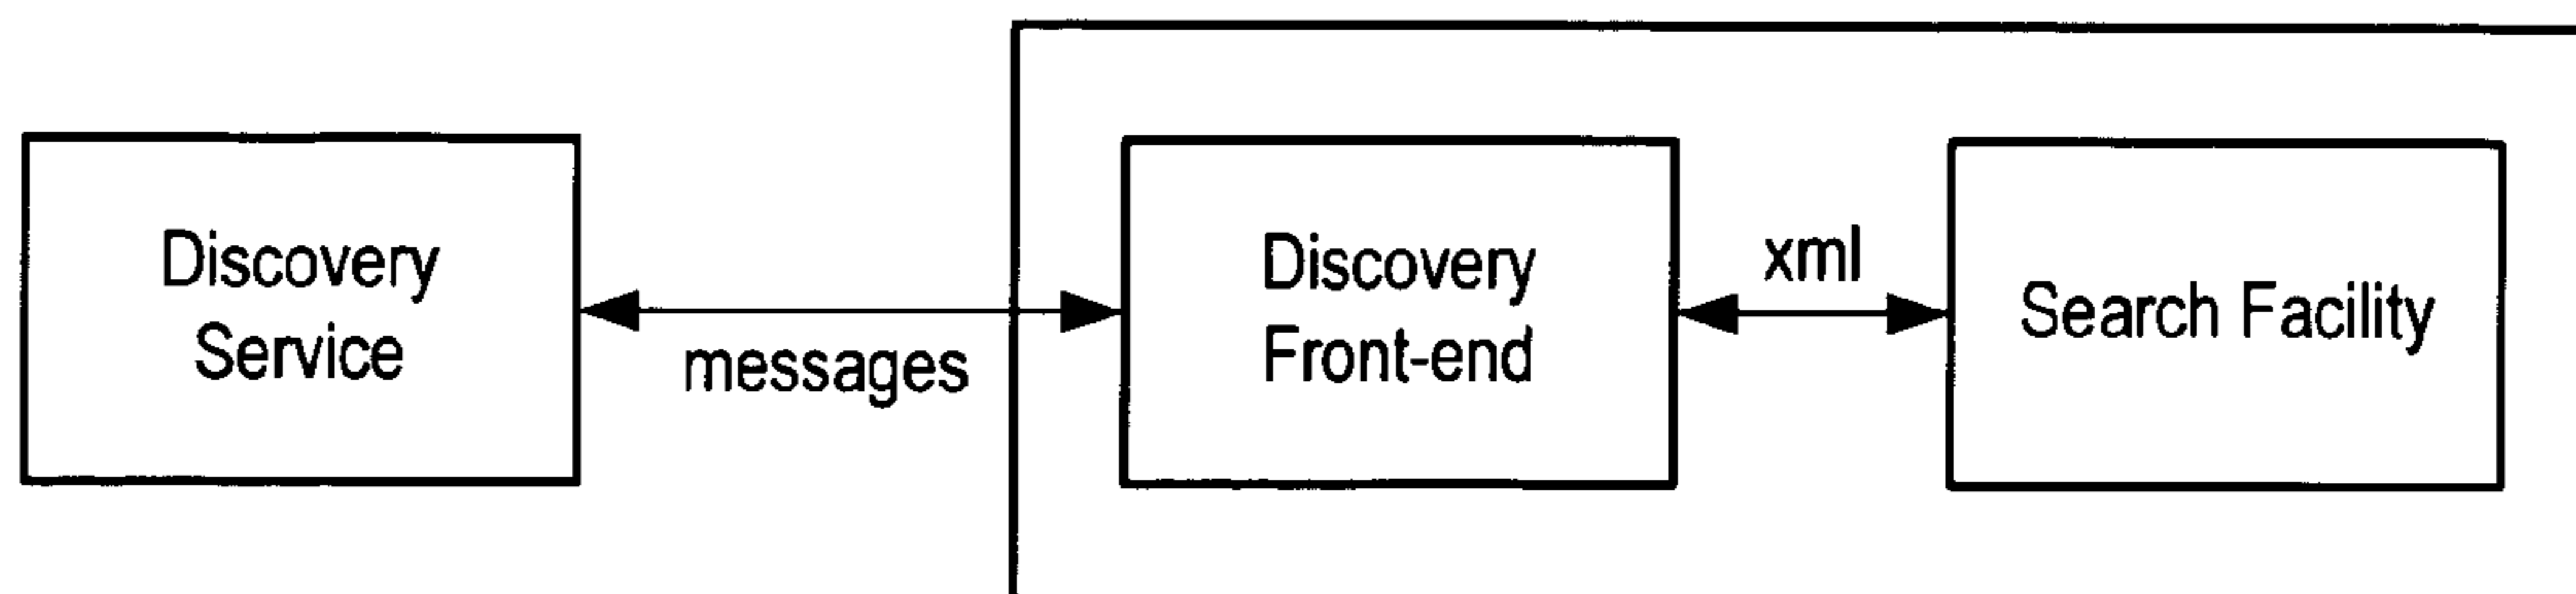 Discovery
Service
messages
Discovery
Front-end
xml
Search Facility